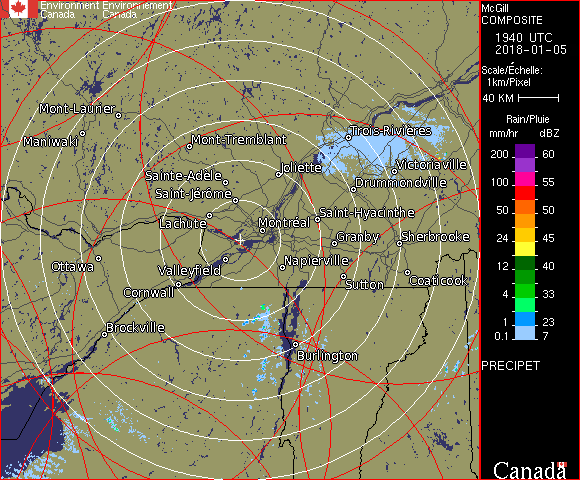 Environment Environnement
Canada Canada
McGill
COMPOSITE
1940 UTC
2018-01-05
Scale/Échelle:
1km/Pixel
40 KM
Rain/Pluie
mm/hr dBZ
200 60
100 55
50 50
24 45
12 40
4 33
1 23
0.1 7
PRECIPET
Mont-Laurier
Maniwaki
Mont-Tremblant
Trois-Rivières
Joliette
Victoriaville
Sainte-Adèle
Drummondville
Saint-Jérôme
Lachute
Saint-Hyacinthe
Montréal
Granby
Sherbrooke
Ottawa
Valleyfield
Napierville
Cornwall
Sutton
Coaticook
Brockville
Burlington
Canada